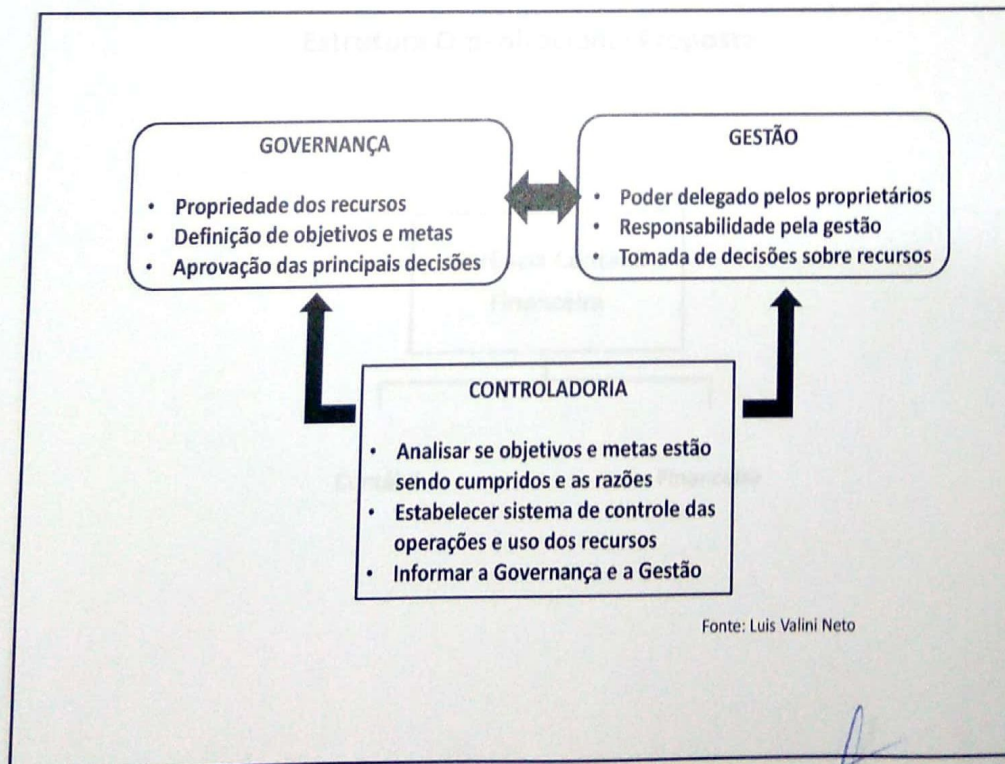 GOVERNANÇA
• Propriedade dos recursos
• Definição de objetivos e metas
• Aprovação das principais decisões
GESTÃO
• Poder delegado pelos proprietários
• Responsabilidade pela gestão
• Tomada de decisões sobre recursos
CONTROLADORIA
• Analisar se objetivos e metas estão
sendo cumpridos e as razões
• Estabelecer sistema de controle das
operações e uso dos recursos
• Informar a Governança e a Gestão
Fonte: Luis Valini Neto